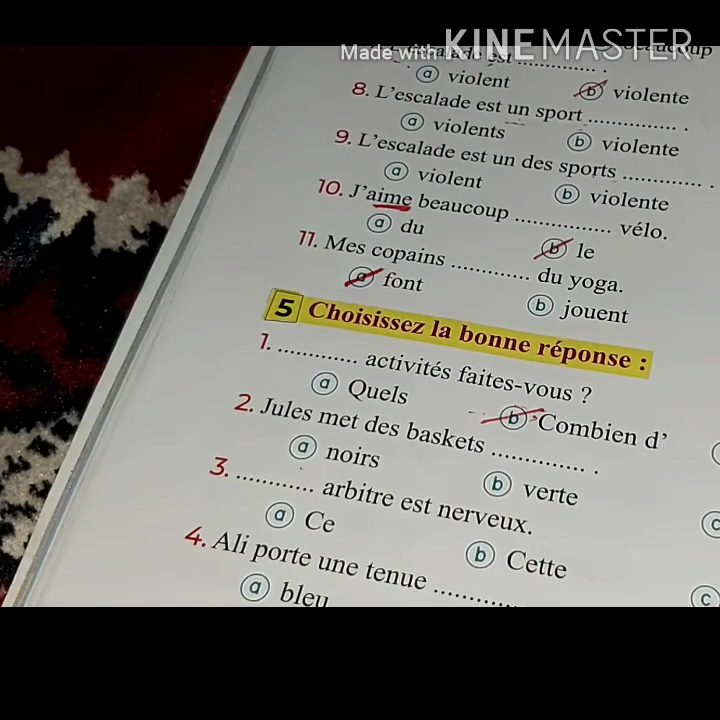 Made with KINEMASTER
beaucoup
L'escalade est ............ .
a violent b violente
8. L'escalade est un sport ............... .
a violents b violente
9. L'escalade est un des sports ............. .
a violent b violente
10. J'aime beaucoup ................ vélo.
a du b le
11. Mes copains ............. du yoga.
a font b jouent
5 Choisissez la bonne réponse :
1. ............. activités faites-vous ?
a Quels b Combien d'
2. Jules met des baskets ............... .
a noirs b verte
3. ............. arbitre est nerveux.
a Ce b Cette c
4. Ali porte une tenue .............
a bleu c